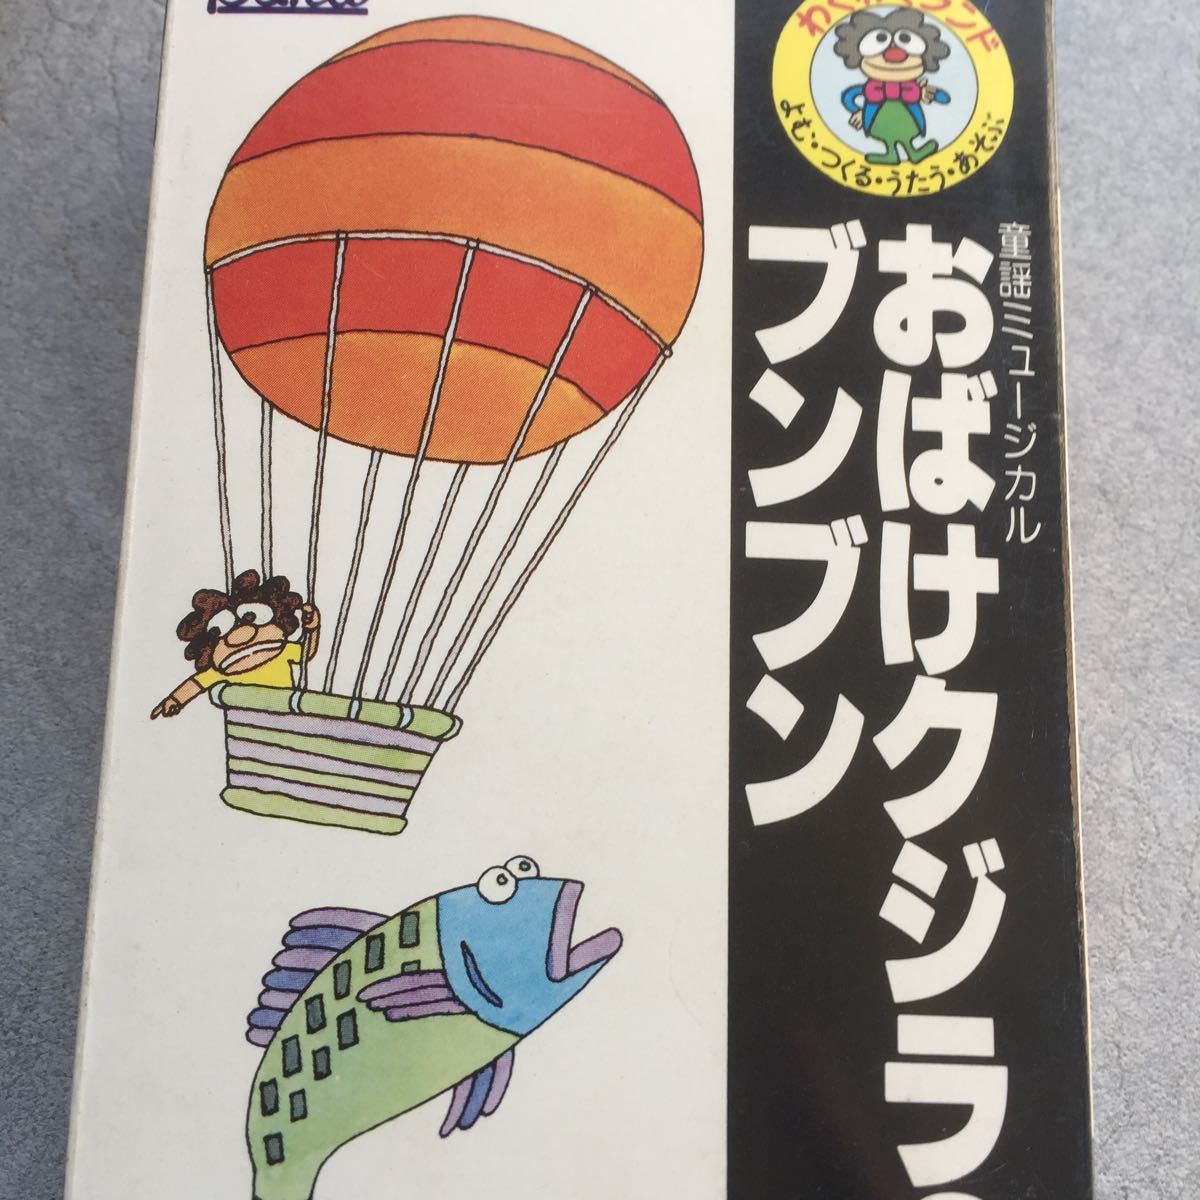 わくわくランド
よむ・つくる・うたう・あそぶ
童謡ミュージカル
おばけクジラ
ブンブン